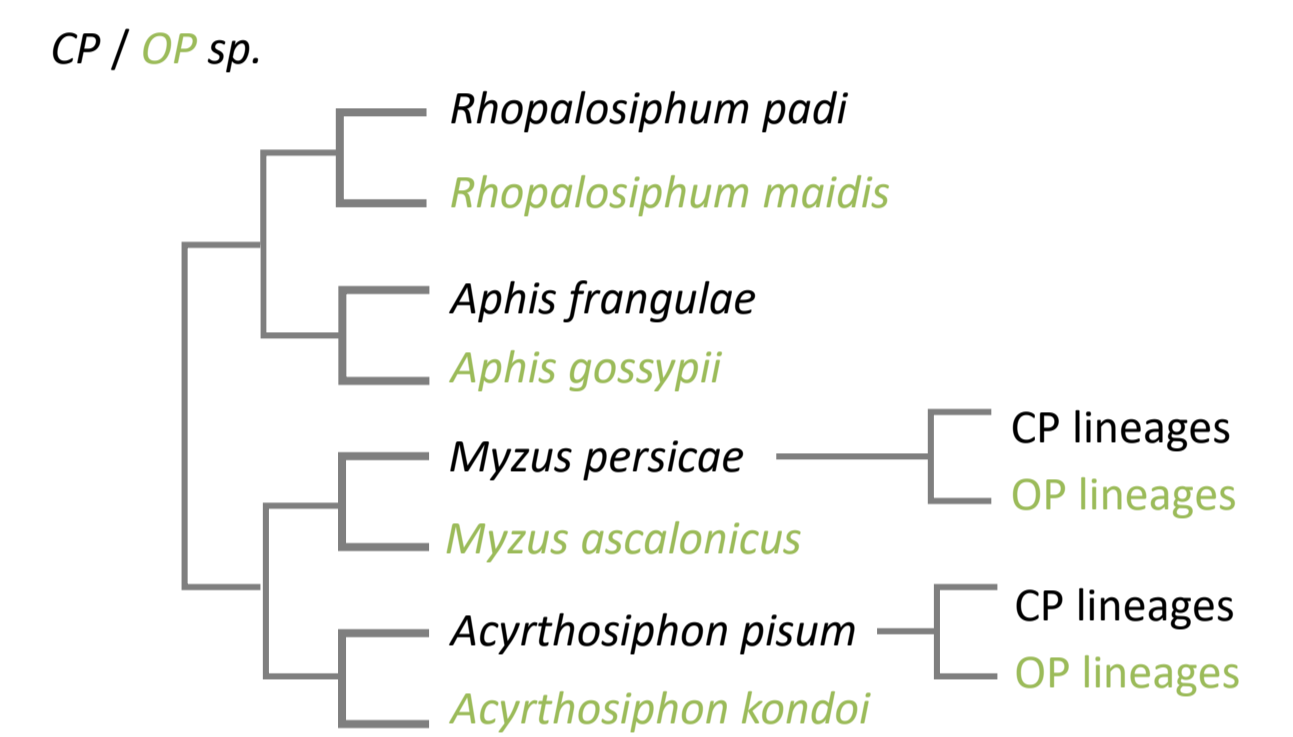 CP / OP sp.
Rhopalosiphum padi
Rhopalosiphum maidis
Aphis frangulae
Aphis gossypii
Myzus persicae
CP lineages
OP lineages
Myzus ascalonicus
Acyrthosiphon pisum
CP lineages
OP lineages
Acyrthosiphon kondoi